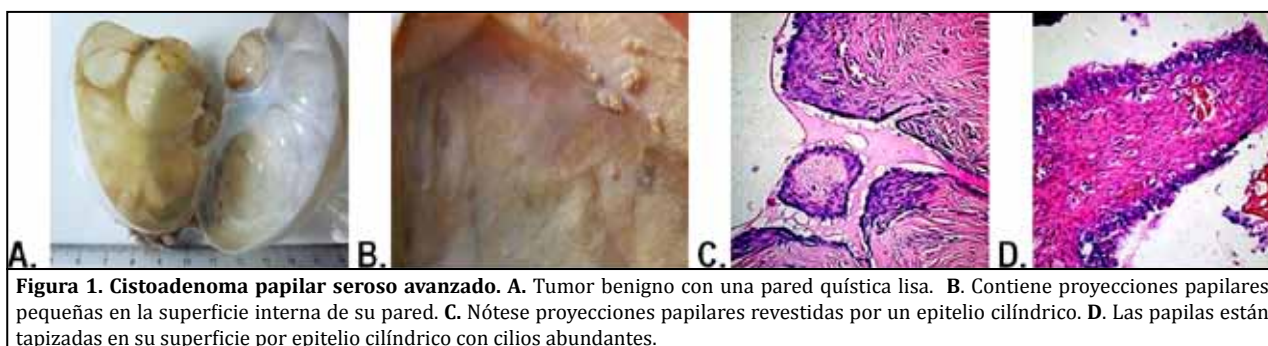 A. B. C. D.
Figura 1. Cistoadenoma papilar seroso avanzado. A. Tumor benigno con una pared quística lisa. B. Contiene proyecciones papilares
pequeñas en la superficie interna de su pared. C. Nótese proyecciones papilares revestidas por un epitelio cilíndrico. D. Las papilas están
tapizadas en su superficie por epitelio cilíndrico con cilios abundantes.